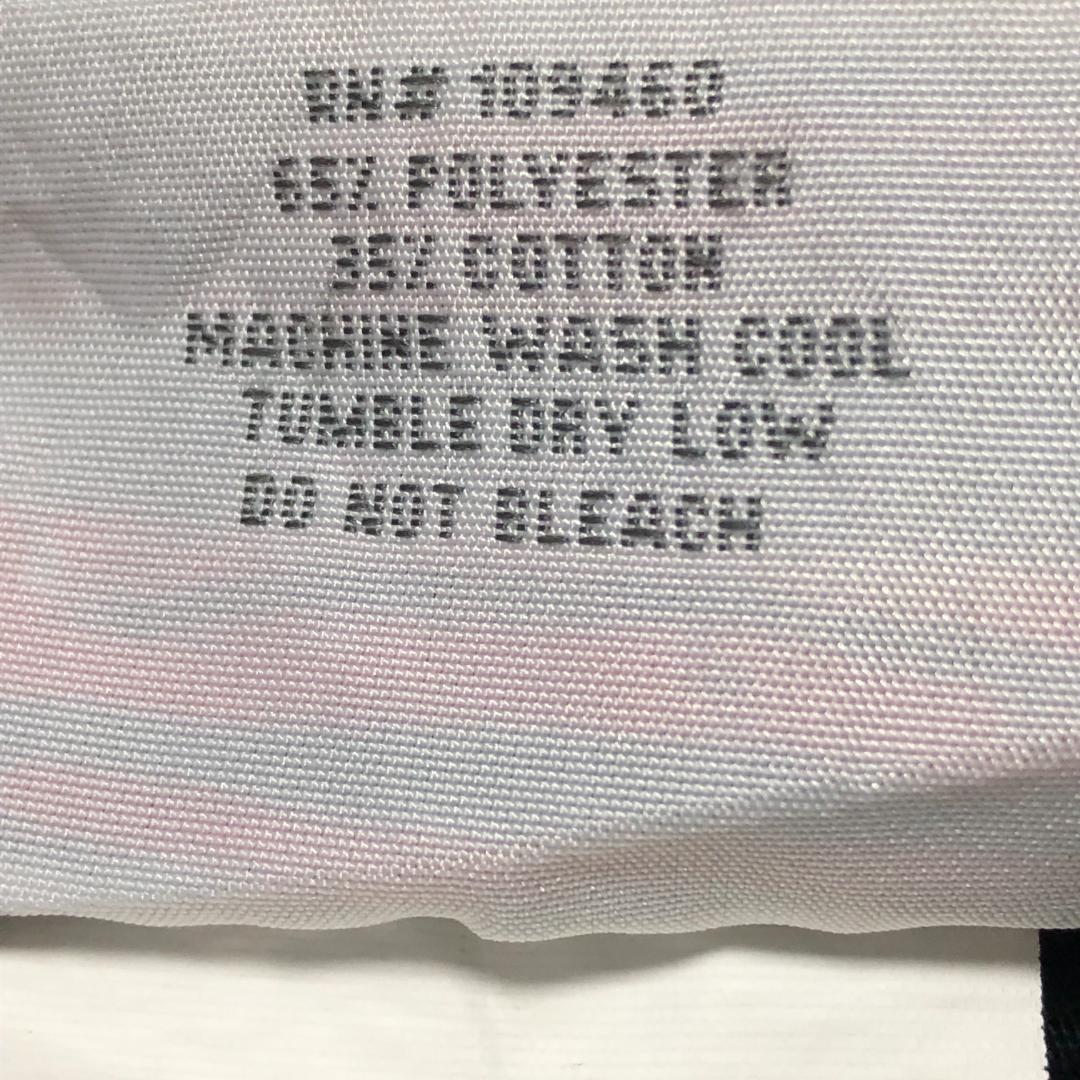 RN# 109460
65% POLYESTER
35% COTTON
MACHINE WASH COOL
TUMBLE DRY LOW
DO NOT BLEACH